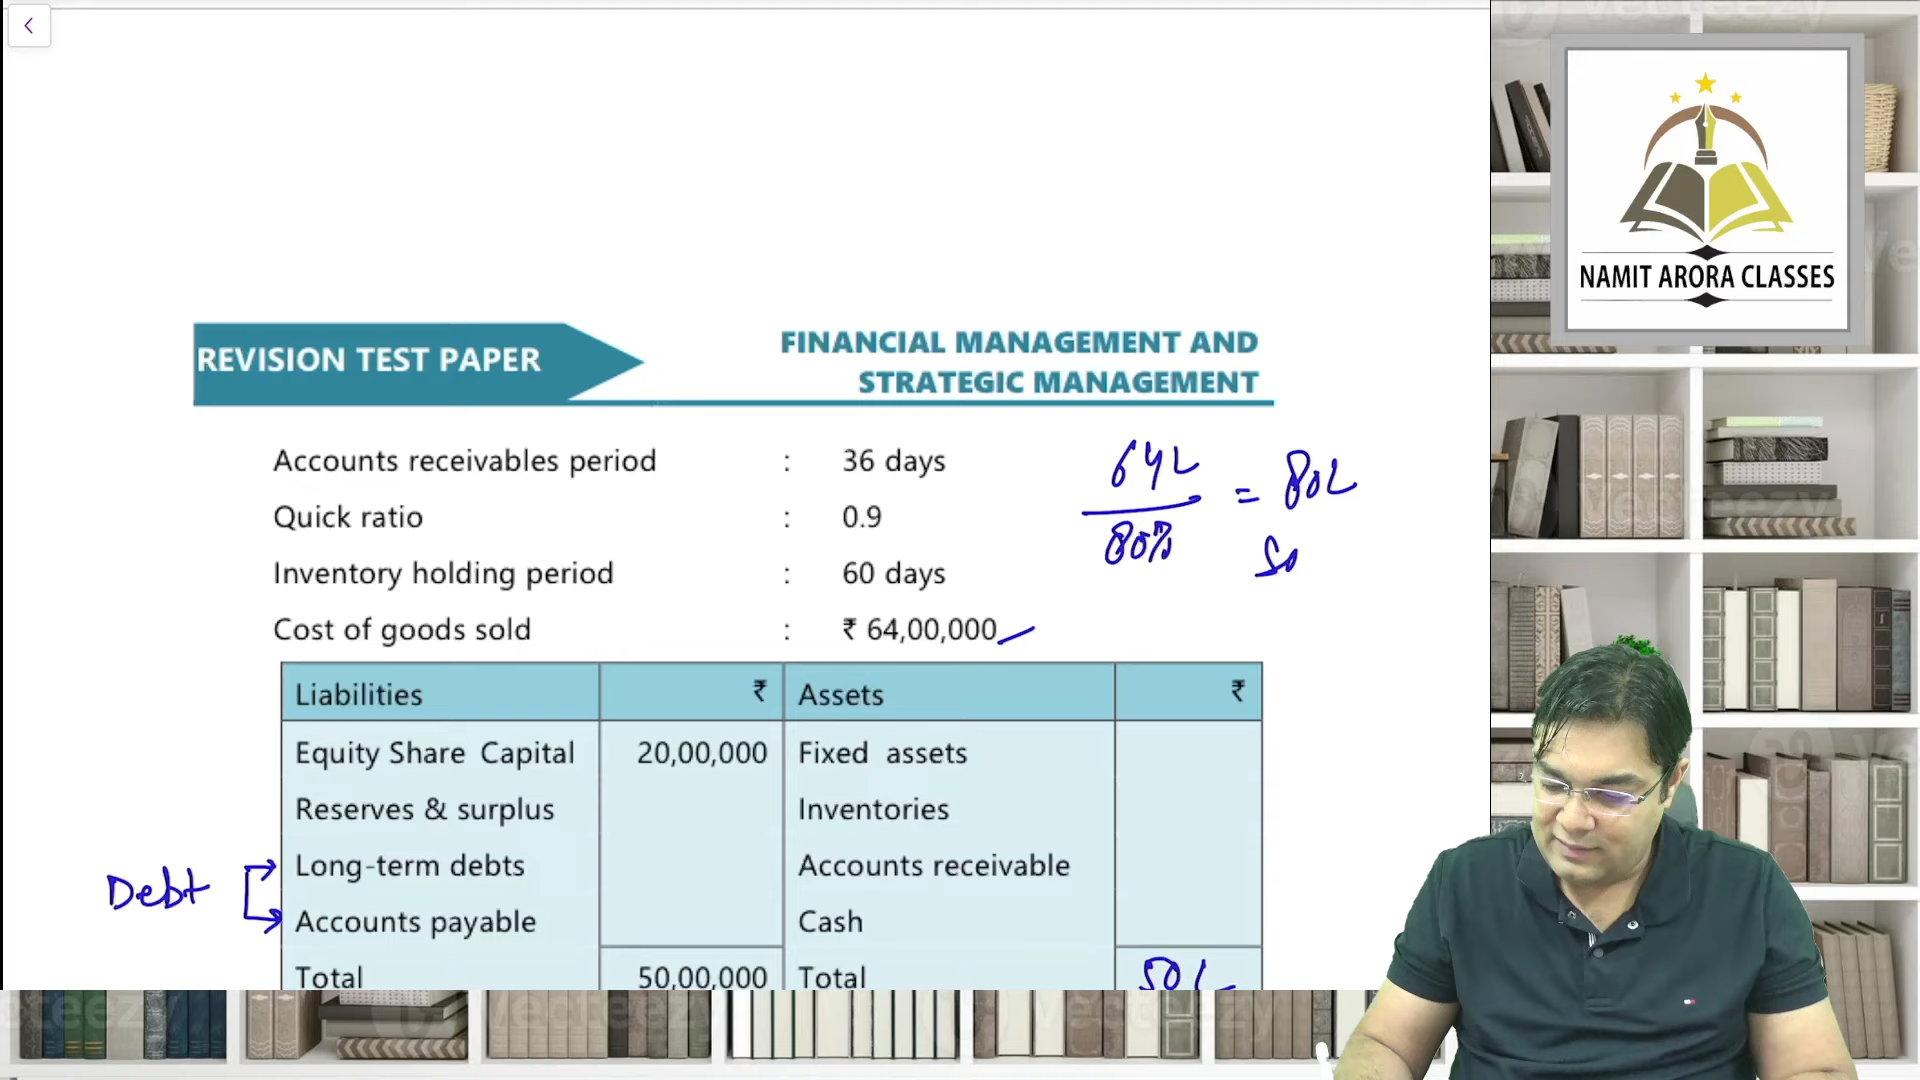 NAMIT ARORA CLASSES
REVISION TEST PAPER
FINANCIAL MANAGEMENT AND
STRATEGIC MANAGEMENT
Accounts receivables period : 36 days
Quick ratio : 0.9
Inventory holding period : 60 days
Cost of goods sold : ₹ 64,00,000
64L
80%
= 80L
So
Liabilities ₹ Assets ₹
Equity Share Capital 20,00,000 Fixed assets
Reserves & surplus Inventories
Long-term debts Accounts receivable
Debt
Accounts payable Cash
Total 50,00,000 Total 50L